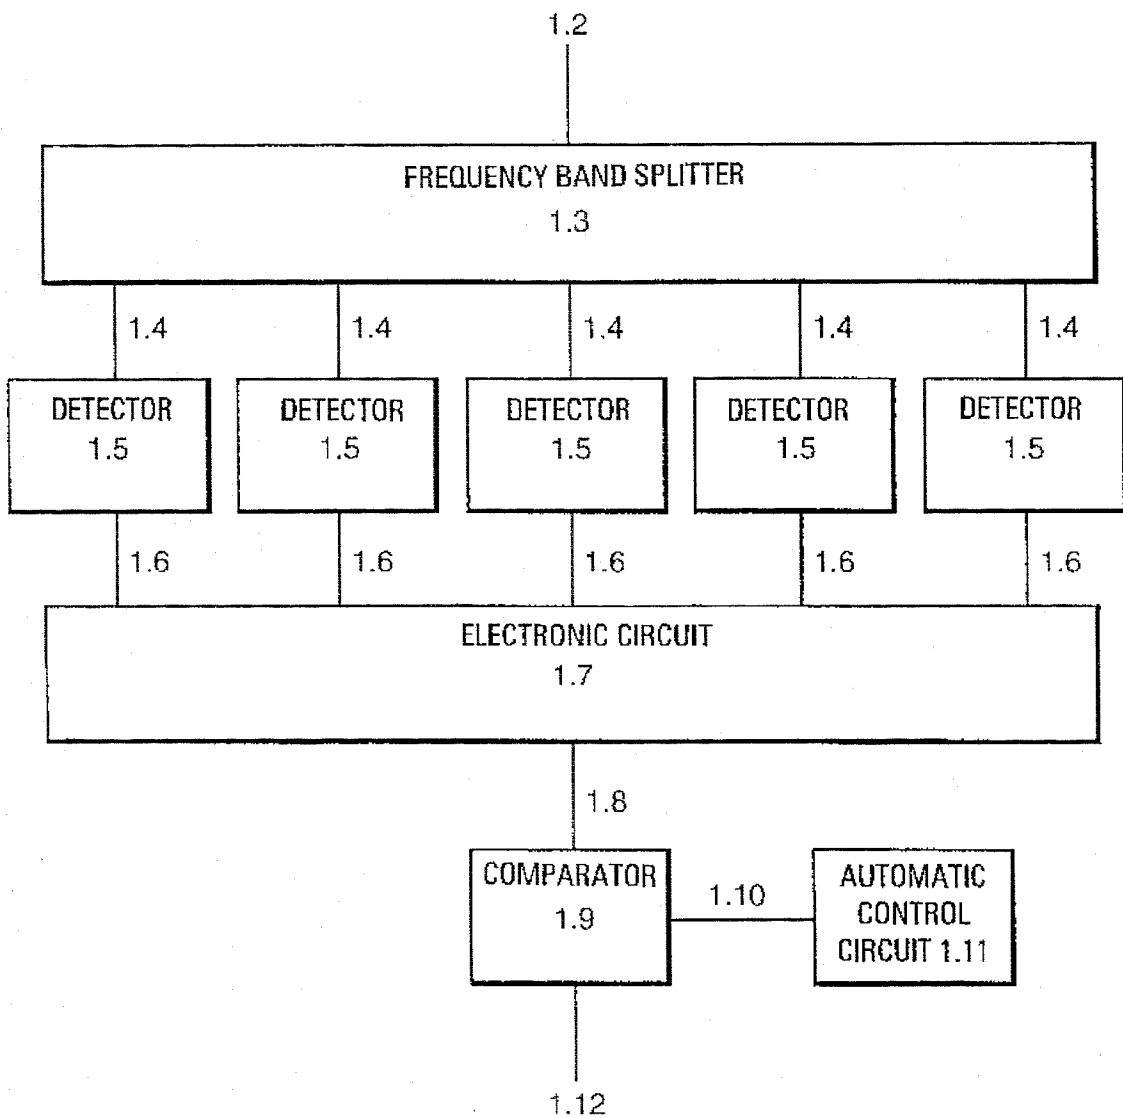 1.2
FREQUENCY BAND SPLITTER
1.3
1.4 1.4 1.4 1.4 1.4
DETECTOR DETECTOR DETECTOR DETECTOR DETECTOR
1.5 1.5 1.5 1.5 1.5
1.6 1.6 1.6 1.6 1.6
ELECTRONIC CIRCUIT
1.7
1.8
COMPARATOR
1.9
1.10
AUTOMATIC
CONTROL
CIRCUIT 1.11
1.12